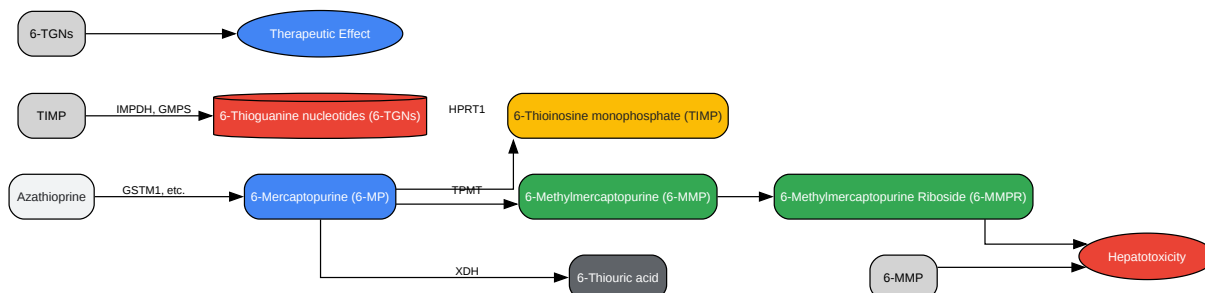 6-TGNs
Therapeutic Effect
TIMP
IMPDH, GMPS
6-Thioguanine nucleotides (6-TGNs)
HPRT1
6-Thioinosine monophosphate (TIMP)
Azathioprine
GSTM1, etc.
6-Mercaptopurine (6-MP)
TPMT
6-Methylmercaptopurine (6-MMP)
6-Methylmercaptopurine Riboside (6-MMPR)
Hepatotoxicity
XDH
6-Thiouric acid
6-MMP